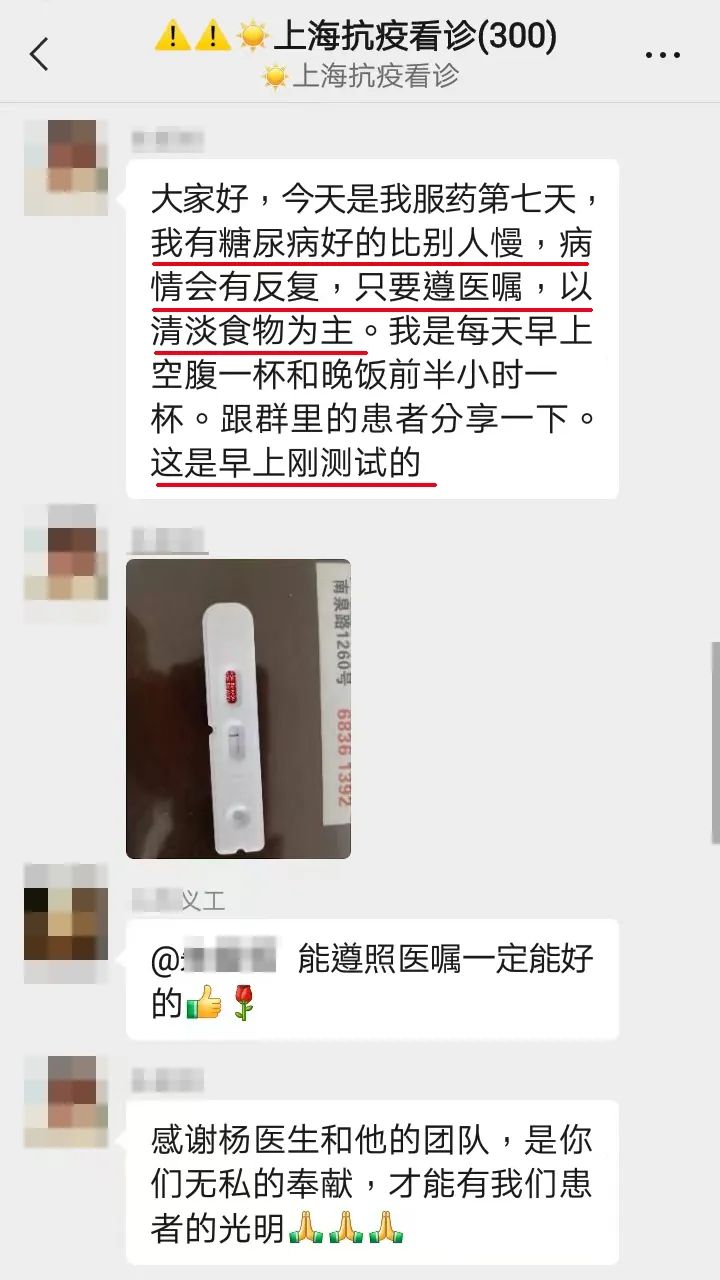 ⚠️⚠️☀️上海抗疫看诊(300)
☀️上海抗疫看诊
大家好，今天是我服药第七天，
我有糖尿病好的比别人慢，病
情会有反复，只要遵医嘱，以
清淡食物为主。我是每天早上
空腹一杯和晚饭前半小时一
杯。跟群里的患者分享一下。
这是早上刚测试的
南泉路1260号
6836 1392
义工
@ 能遵照医嘱一定能好
的👍🌹
感谢杨医生和他的团队，是你
们无私的奉献，才能有我们患
者的光明🙏🙏🙏